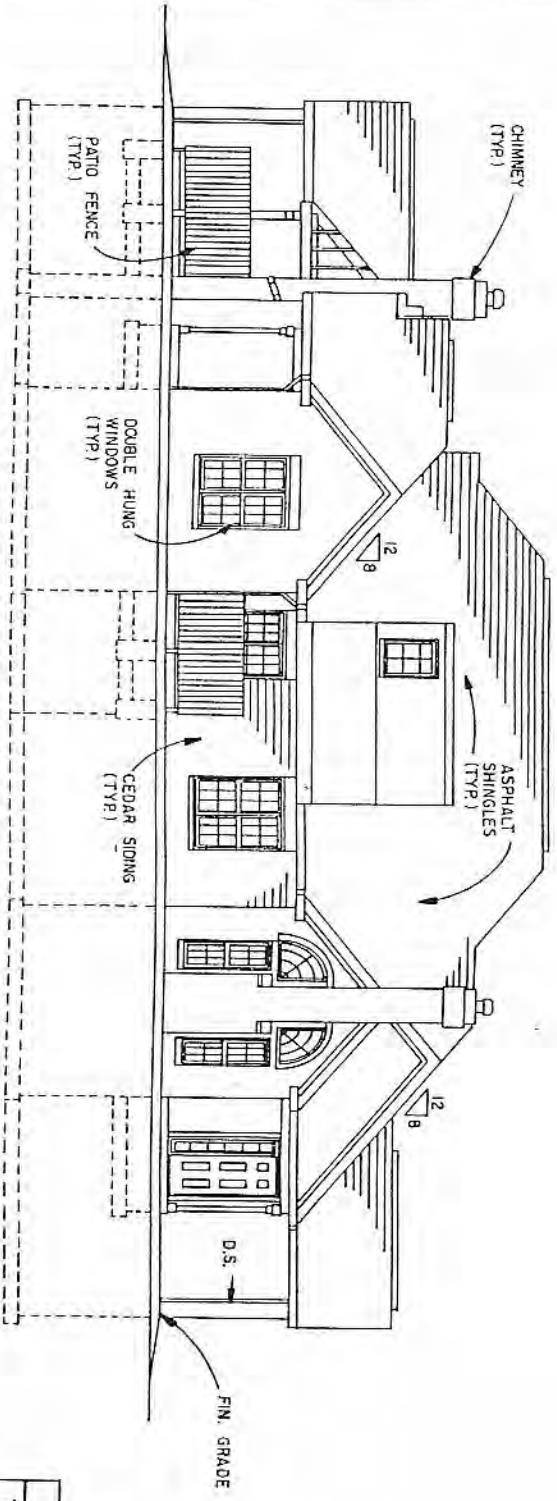 CHIMNEY
(TYP.)
PATIO FENCE
(TYP.)
DOUBLE HUNG
WINDOWS
(TYP.)
12
8
ASPHALT
SHINGLES
(TYP.)
CEDAR SIDING
(TYP.)
12
8
D.S.
FIN. GRADE